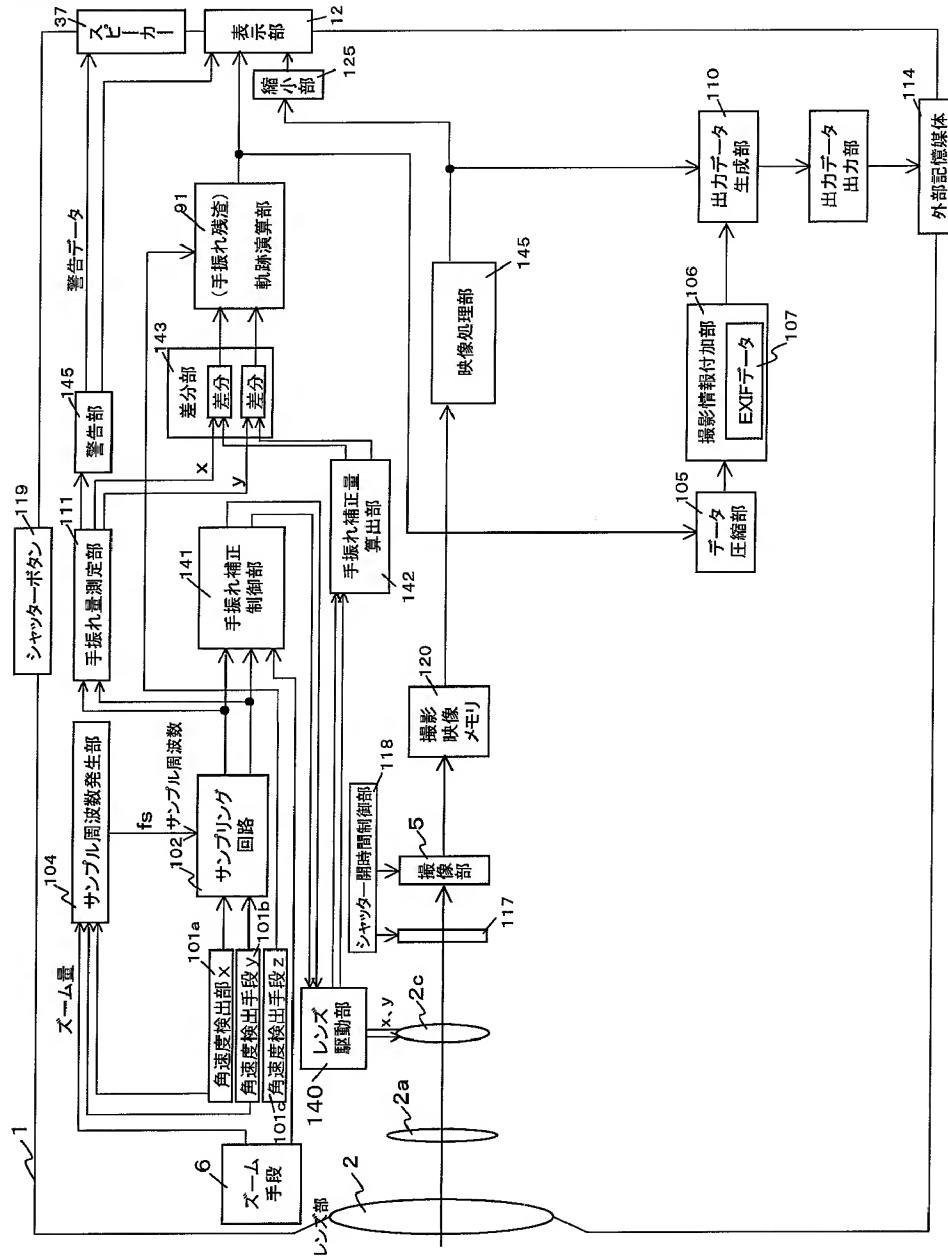 1
シャッターボタン
119
スピーカー
37
表示部
12
縮小部
125
警告データ
警告部
145
手振れ量測定部
111
サンプル周波数発生部
104
ズーム量
fs
サンプル周波数
サンプリング
回路
102
角速度検出部x
101a
角速度検出手段y
101b
角速度検出手段z
101c
ズーム
手段
6
手振れ補正
制御部
141
x
y
差分部
143
差分
差分
(手振れ残渣)
軌跡演算部
91
手振れ補正量
算出部
142
レンズ
駆動部
140
x、y
レンズ部
2
2a
2c
117
シャッター開時間制御部
118
撮像部
5
撮影
映像
メモリ
120
映像処理部
145
データ
圧縮部
105
撮影情報付加部
106
EXIFデータ
107
出力データ
生成部
110
出力データ
出力部
外部記憶媒体
114